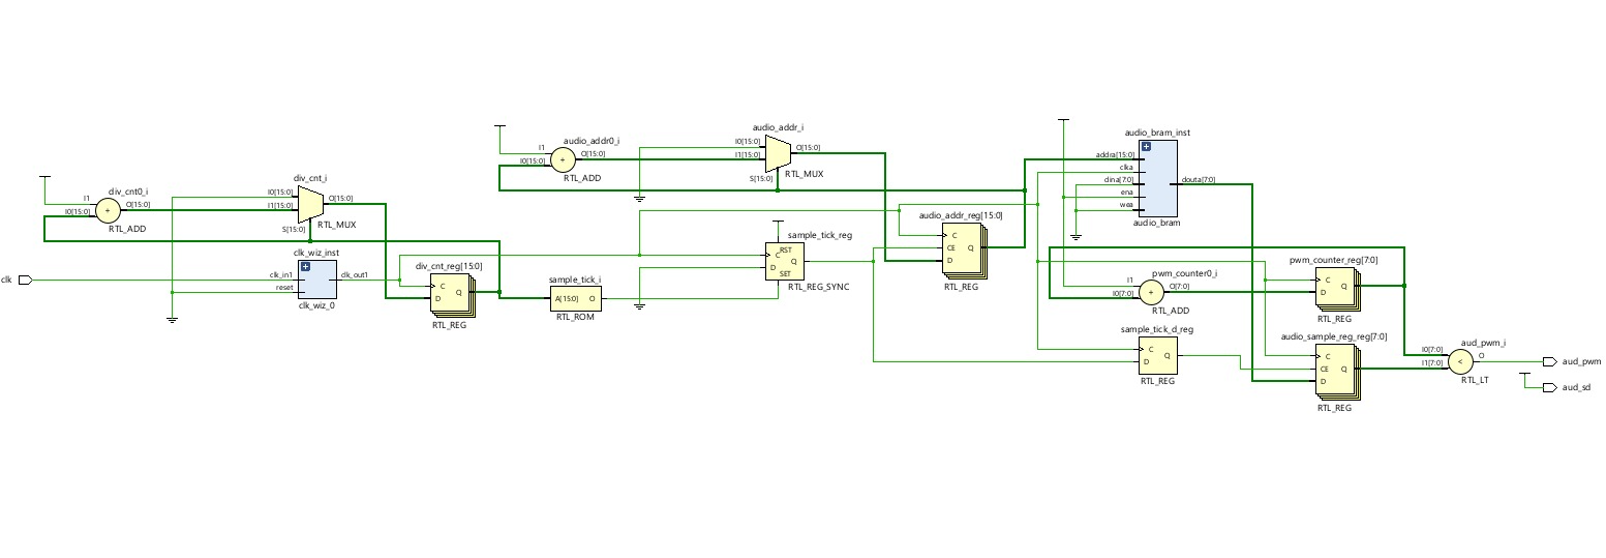 clk
I1
div_cnt0_i
I0[15:0]
O[15:0]
RTL_ADD
div_cnt_i
I0[15:0]
I1[15:0]
O[15:0]
S[15:0]
RTL_MUX
clk_wiz_inst
clk_in1
clk_out1
reset
clk_wiz_0
div_cnt_reg[15:0]
C
D
Q
RTL_REG
I1
audio_addr0_i
I0[15:0]
O[15:0]
RTL_ADD
sample_tick_i
A[15:0]
O
RTL_ROM
audio_addr_i
I0[15:0]
I1[15:0]
O[15:0]
S[15:0]
RTL_MUX
sample_tick_reg
RST
C
Q
D
SET
RTL_REG_SYNC
audio_addr_reg[15:0]
C
CE
Q
D
RTL_REG
audio_bram_inst
addra[15:0]
clka
dina[7:0]
douta[7:0]
ena
wea
audio_bram
I1
pwm_counter0_i
I0[7:0]
O[7:0]
RTL_ADD
sample_tick_d_reg
C
Q
D
RTL_REG
pwm_counter_reg[7:0]
C
Q
D
RTL_REG
audio_sample_reg_reg[7:0]
C
CE
Q
D
RTL_REG
aud_pwm_i
I0[7:0]
I1[7:0]
O
RTL_LT
aud_pwm
aud_sd